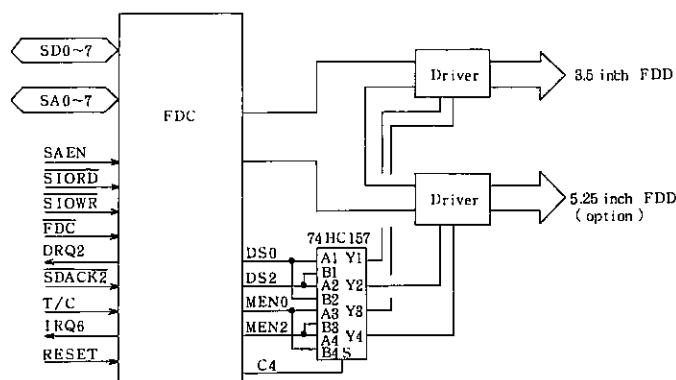 SD0~7
SA0~7
FDC
SAEN
SIORD
SIOWR
FDC
DRQ2
SDACK2
T/C
IRQ6
RESET
Driver
3.5 inch FDD
Driver
5.25 inch FDD
(option)
74HC157
DS0
DS2
MEN0
MEN2
C4
A1 Y1
B1
A2 Y2
B2
A3 Y3
B3
A4 Y4
B4 S